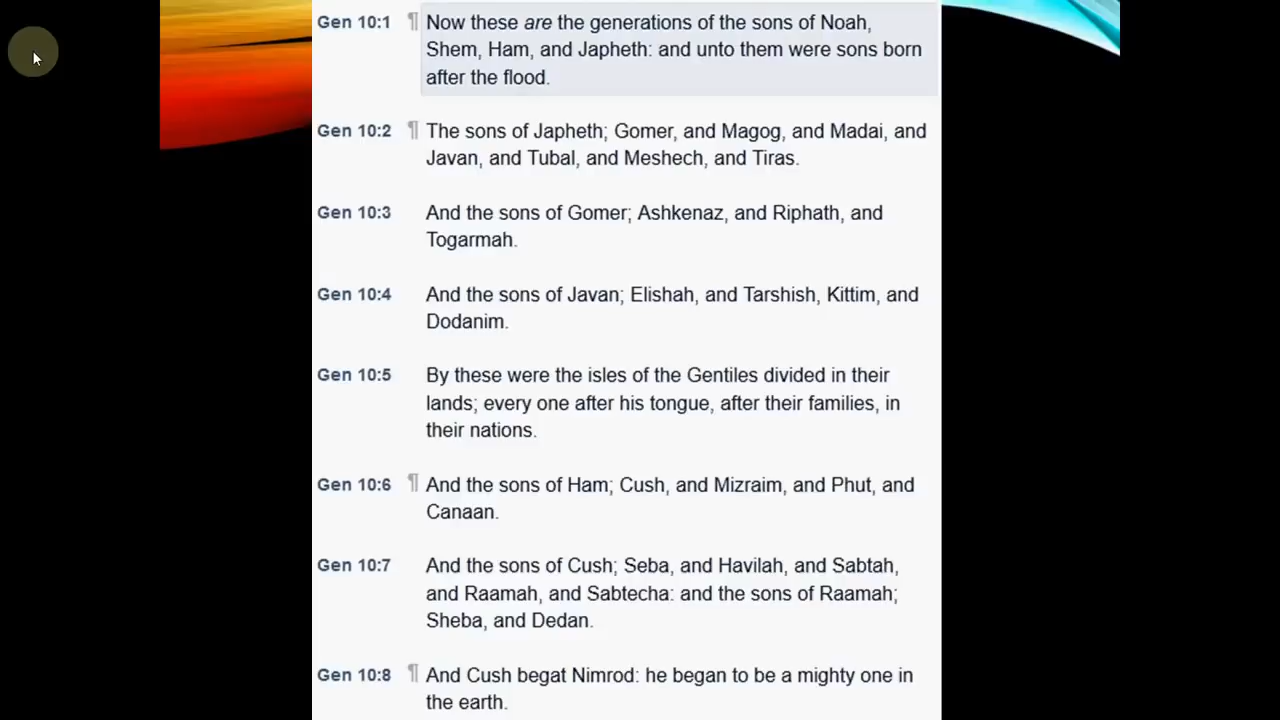 Gen 10:1 ¶ Now these are the generations of the sons of Noah,
Shem, Ham, and Japheth: and unto them were sons born
after the flood.
Gen 10:2 ¶ The sons of Japheth; Gomer, and Magog, and Madai, and
Javan, and Tubal, and Meshech, and Tiras.
Gen 10:3 And the sons of Gomer; Ashkenaz, and Riphath, and
Togarmah.
Gen 10:4 And the sons of Javan; Elishah, and Tarshish, Kittim, and
Dodanim.
Gen 10:5 By these were the isles of the Gentiles divided in their
lands; every one after his tongue, after their families, in
their nations.
Gen 10:6 ¶ And the sons of Ham; Cush, and Mizraim, and Phut, and
Canaan.
Gen 10:7 And the sons of Cush; Seba, and Havilah, and Sabtah,
and Raamah, and Sabtecha: and the sons of Raamah;
Sheba, and Dedan.
Gen 10:8 ¶ And Cush begat Nimrod: he began to be a mighty one in
the earth.